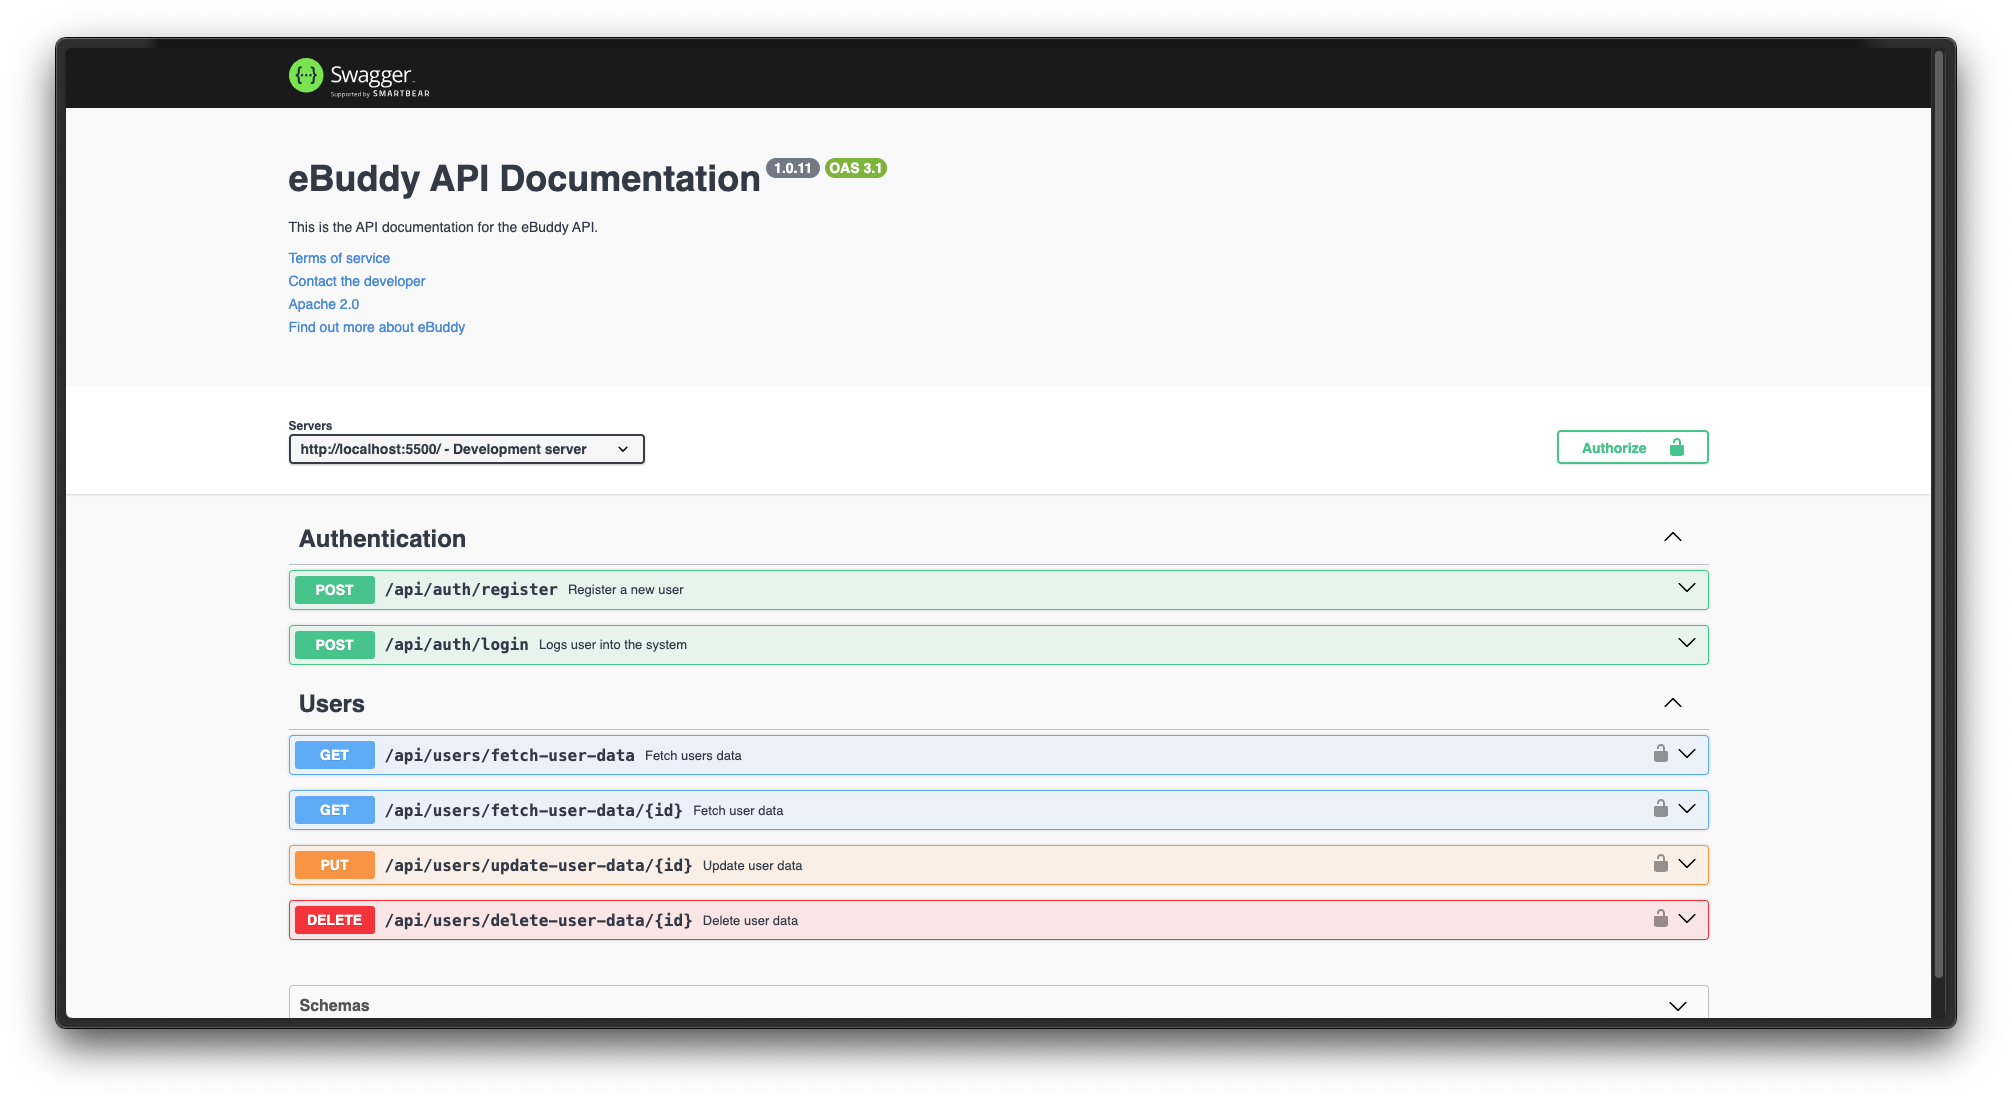 Swagger.
Supported by SMARTBEAR
eBuddy API Documentation 1.0.11 OAS 3.1
This is the API documentation for the eBuddy API.
Terms of service
Contact the developer
Apache 2.0
Find out more about eBuddy
Servers
http://localhost:5500/ - Development server
Authorize
Authentication
POST /api/auth/register Register a new user
POST /api/auth/login Logs user into the system
Users
GET /api/users/fetch-user-data Fetch users data
GET /api/users/fetch-user-data/{id} Fetch user data
PUT /api/users/update-user-data/{id} Update user data
DELETE /api/users/delete-user-data/{id} Delete user data
Schemas